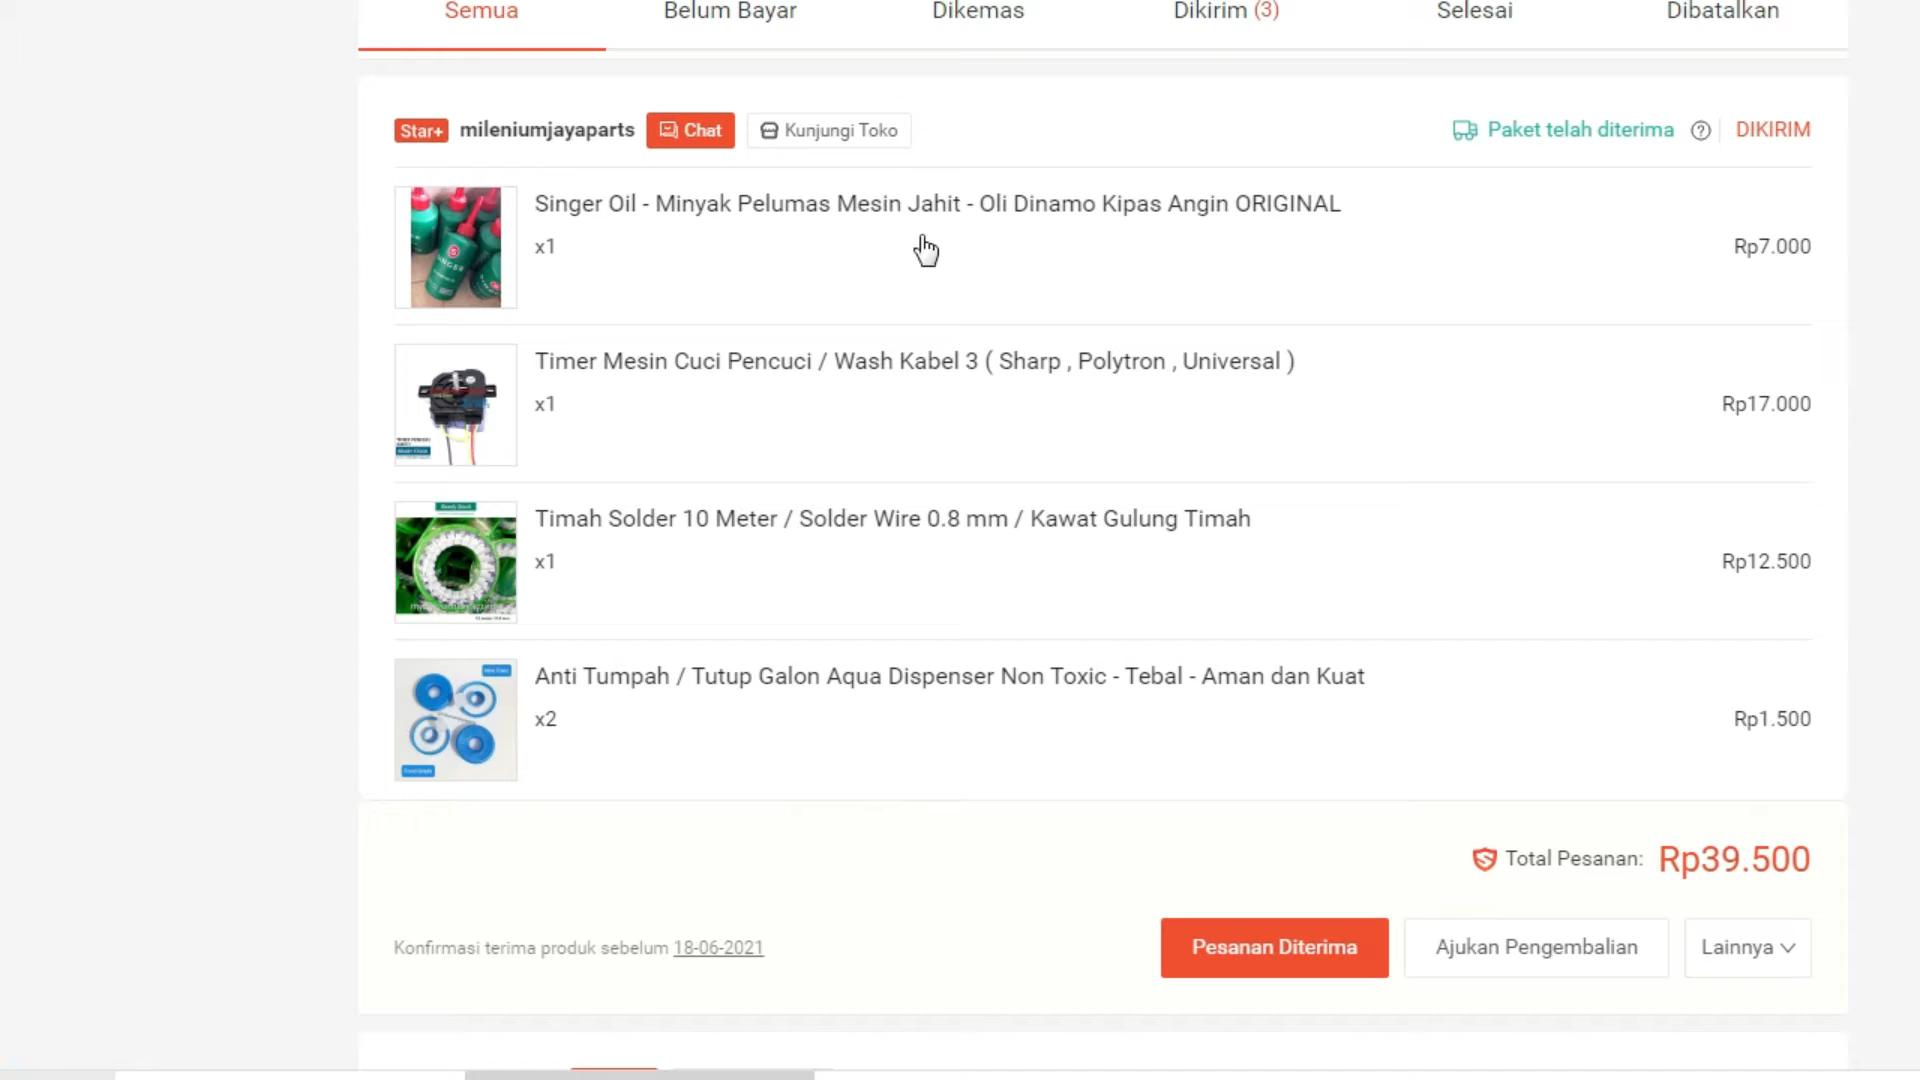 Semua Belum Bayar Dikemas Dikirim (3) Selesai Dibatalkan
Star+ mileniumjayaparts Chat Kunjungi Toko Paket telah diterima ? DIKIRIM
Singer Oil - Minyak Pelumas Mesin Jahit - Oli Dinamo Kipas Angin ORIGINAL
x1 Rp7.000
SINGER
Timer Mesin Cuci Pencuci / Wash Kabel 3 ( Sharp , Polytron , Universal )
x1 Rp17.000
Timah Solder 10 Meter / Solder Wire 0.8 mm / Kawat Gulung Timah
x1 Rp12.500
Anti Tumpah / Tutup Galon Aqua Dispenser Non Toxic - Tebal - Aman dan Kuat
x2 Rp1.500
Total Pesanan: Rp39.500
Konfirmasi terima produk sebelum 18-06-2021 Pesanan Diterima Ajukan Pengembalian Lainnya